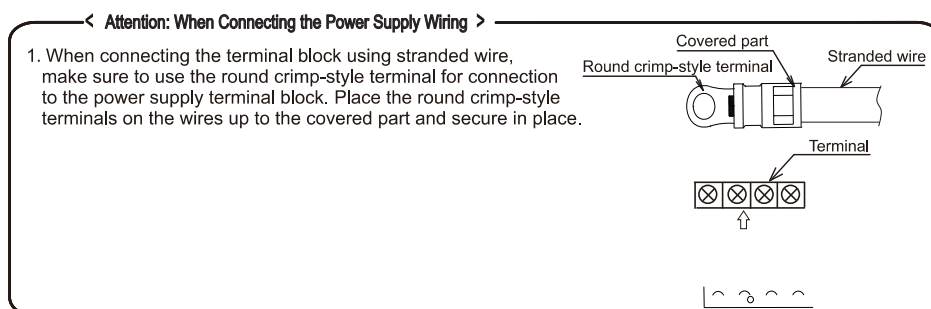 < Attention: When Connecting the Power Supply Wiring >
1. When connecting the terminal block using stranded wire,
make sure to use the round crimp-style terminal for connection
to the power supply terminal block. Place the round crimp-style
terminals on the wires up to the covered part and secure in place.
Covered part
Round crimp-style terminal
Stranded wire
Terminal